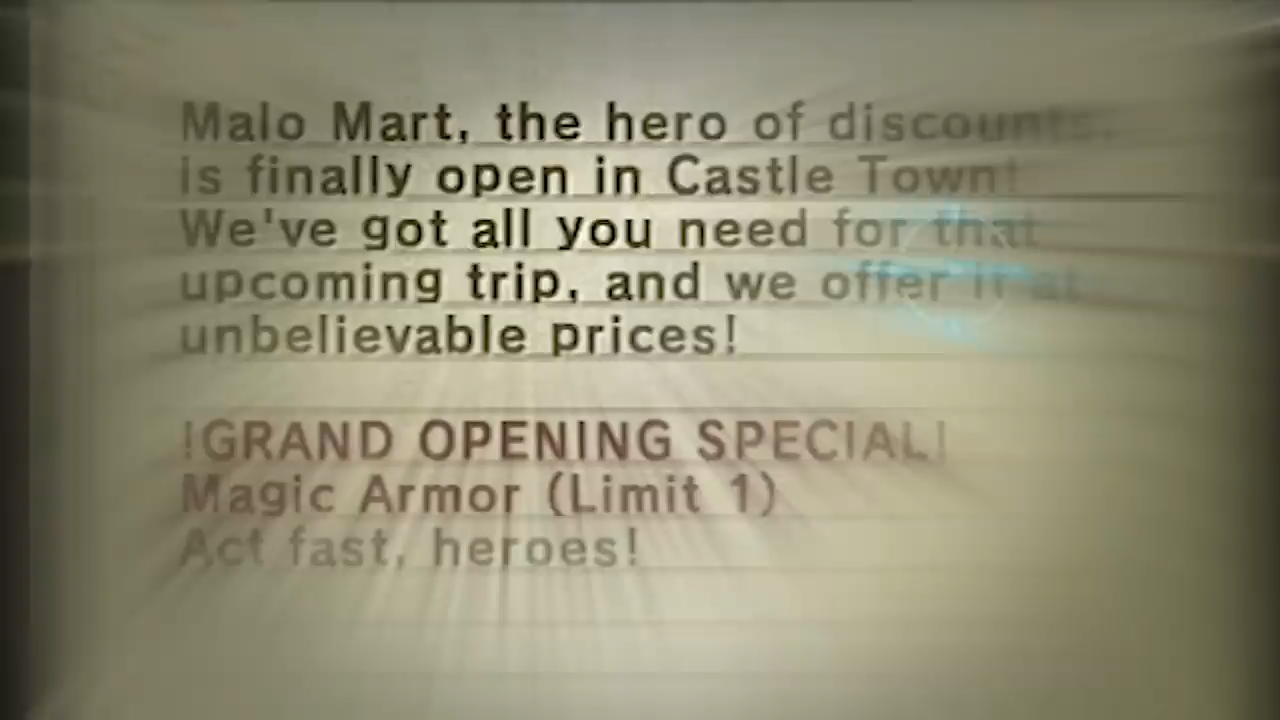 Malo Mart, the hero of discounts,
is finally open in Castle Town!
We've got all you need for that
upcoming trip, and we offer it at
unbelievable prices!
!GRAND OPENING SPECIAL!
Magic Armor (Limit 1)
Act fast, heroes!